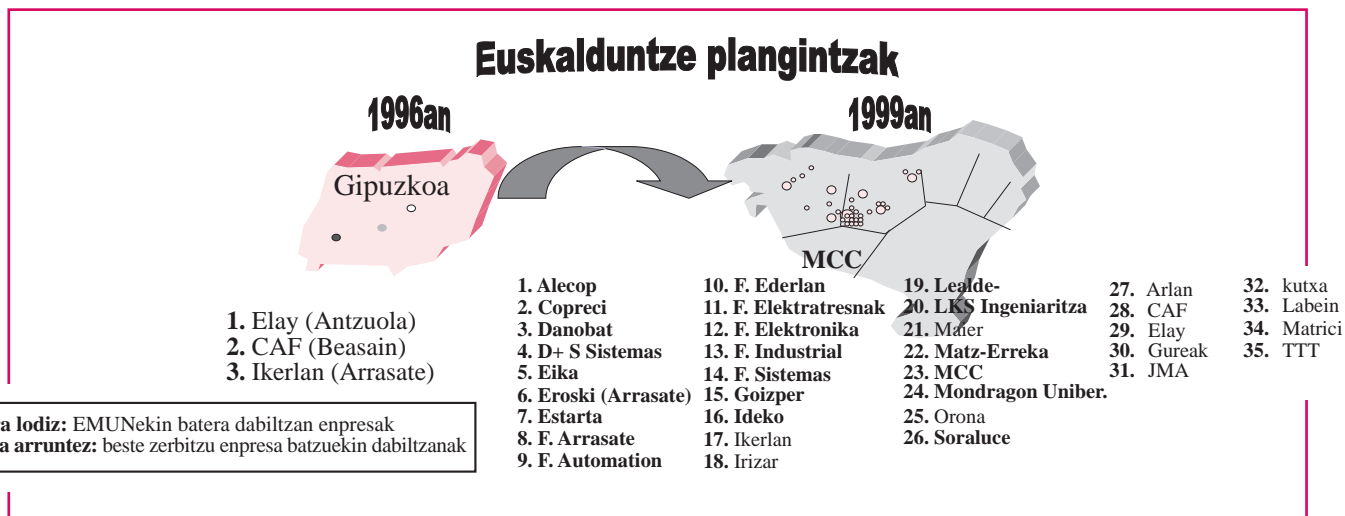 Euskalduntze plangintzak
1996an
1999an
Gipuzkoa
1. Elay (Antzuola)
2. CAF (Beasain)
3. Ikerlan (Arrasate)
MCC
1. Alecop
2. Copreci
3. Danobat
4. D+ S Sistemas
5. Eika
6. Eroski (Arrasate)
7. Estarta
8. F. Arrasate
9. F. Automation
10. F. Ederlan
11. F. Elektratresnak
12. F. Elektronika
13. F. Industrial
14. F. Sistemas
15. Goizper
16. Ideko
17. Ikerlan
18. Irizar
19. Lealde-
20. LKS Ingeniaritza
21. Maier
22. Matz-Erreka
23. MCC
24. Mondragon Uniber.
25. Orona
26. Soraluce
27. Arlan
28. CAF
29. Elay
30. Gureak
31. JMA
32. kutxa
33. Labein
34. Matrici
35. TTT
ra lodiz: EMUNekin batera dabiltzan enpresak
a arruntez: beste zerbitzu enpresa batzuekin dabiltzanak